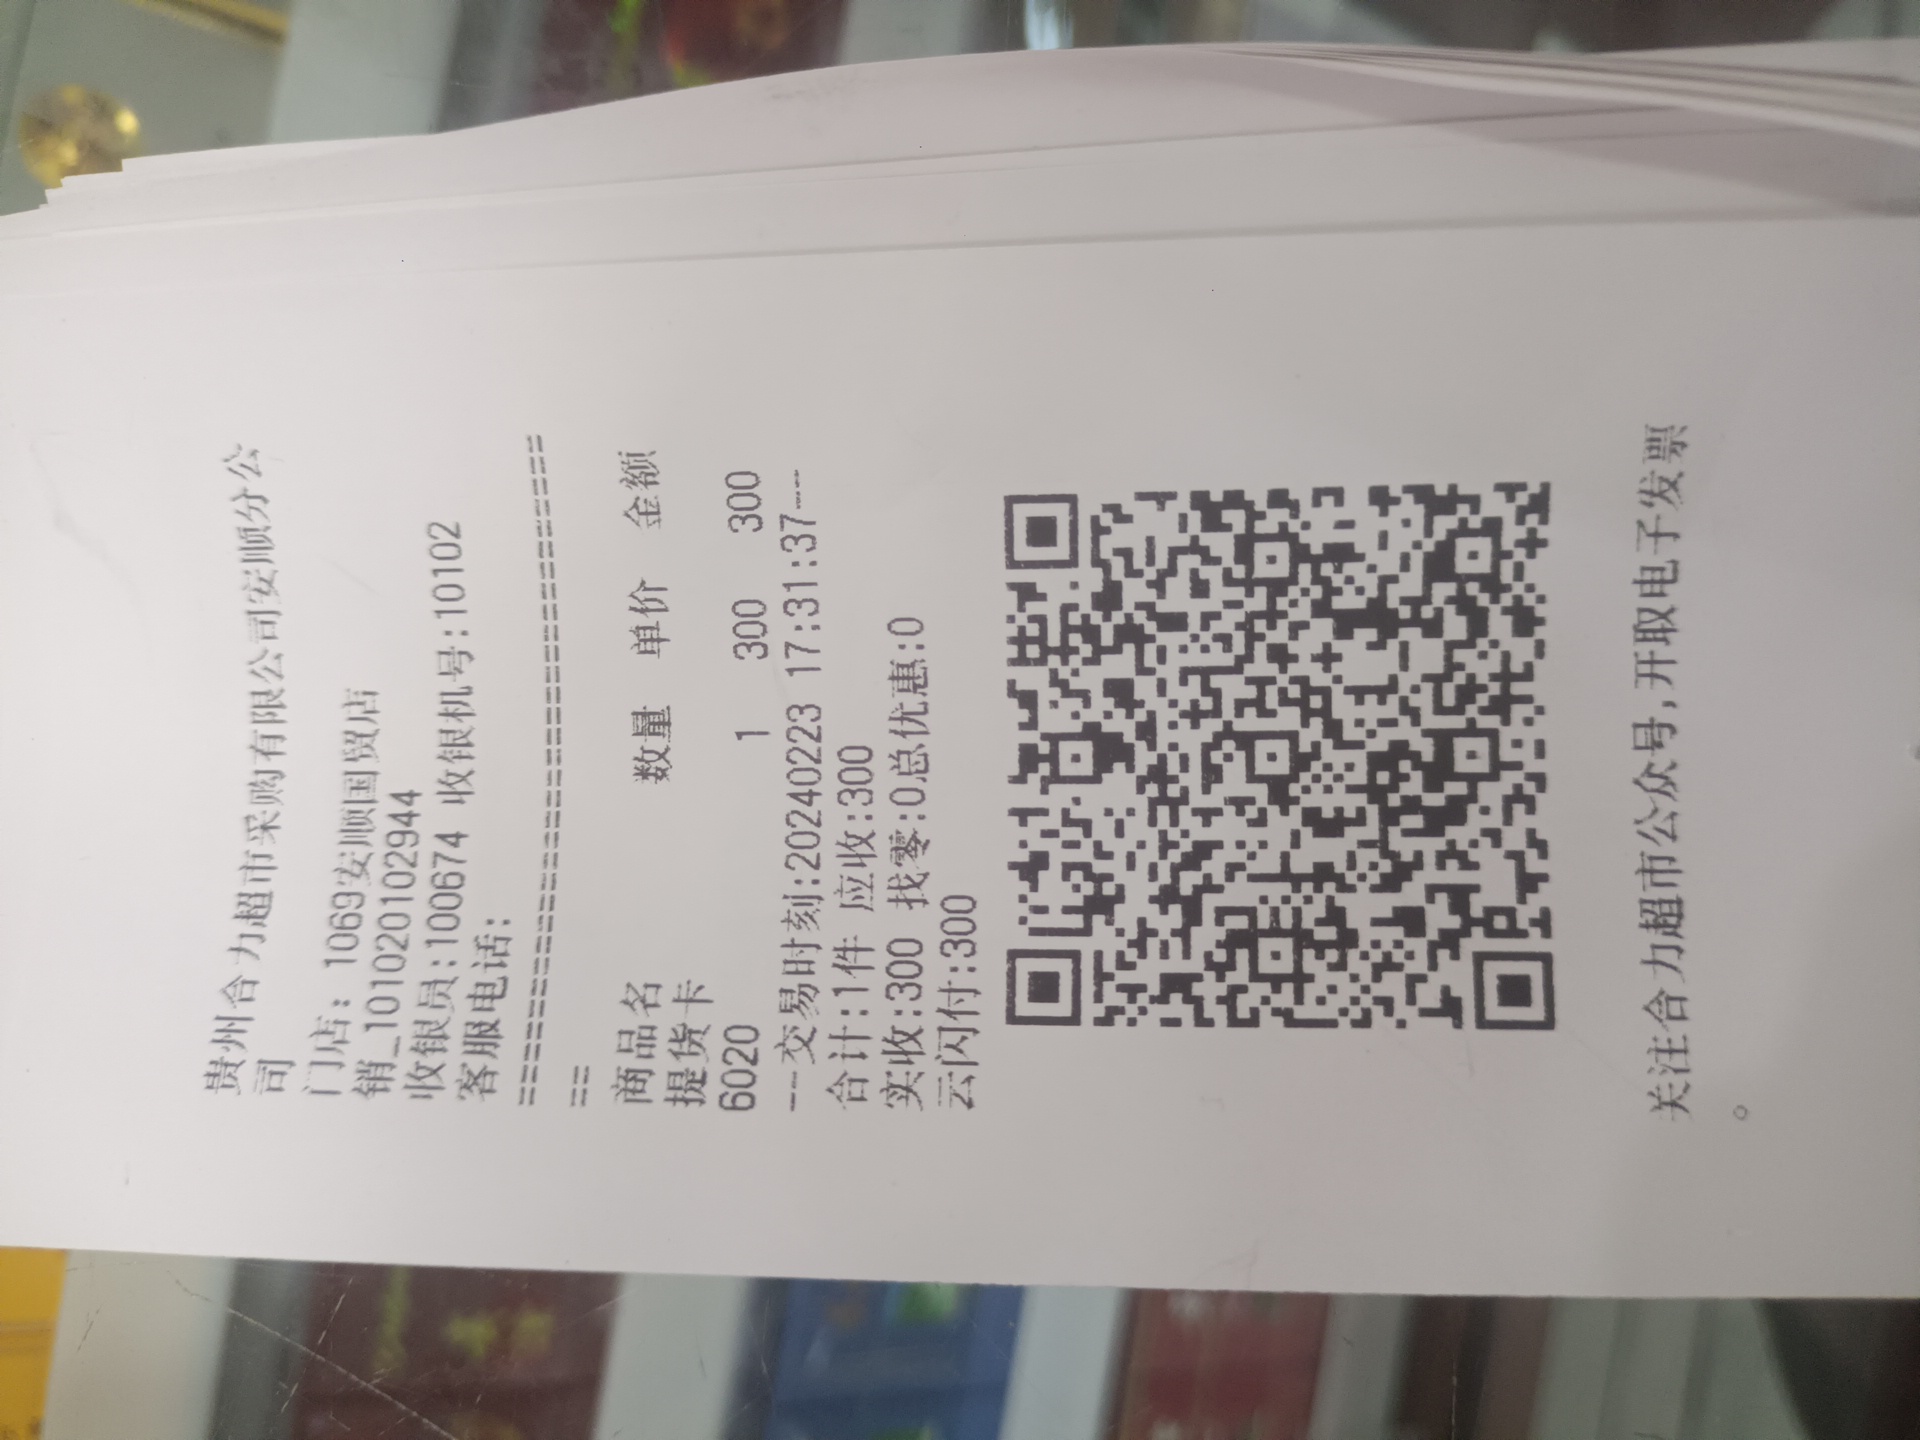 贵州合力超市采购有限公司安顺分公
司
门店: 1069安顺国贸店
销_1010201102944
收银员:100674 收银机号:10102
客服电话:
========================================
==
商品名 数量 单价 金额
提货卡
6020 1 300 300
---交易时刻:20240223 17:31:37---
合计:1件 应收:300
实收:300 找零:0总优惠:0
云闪付:300
关注合力超市公众号,开取电子发票
。